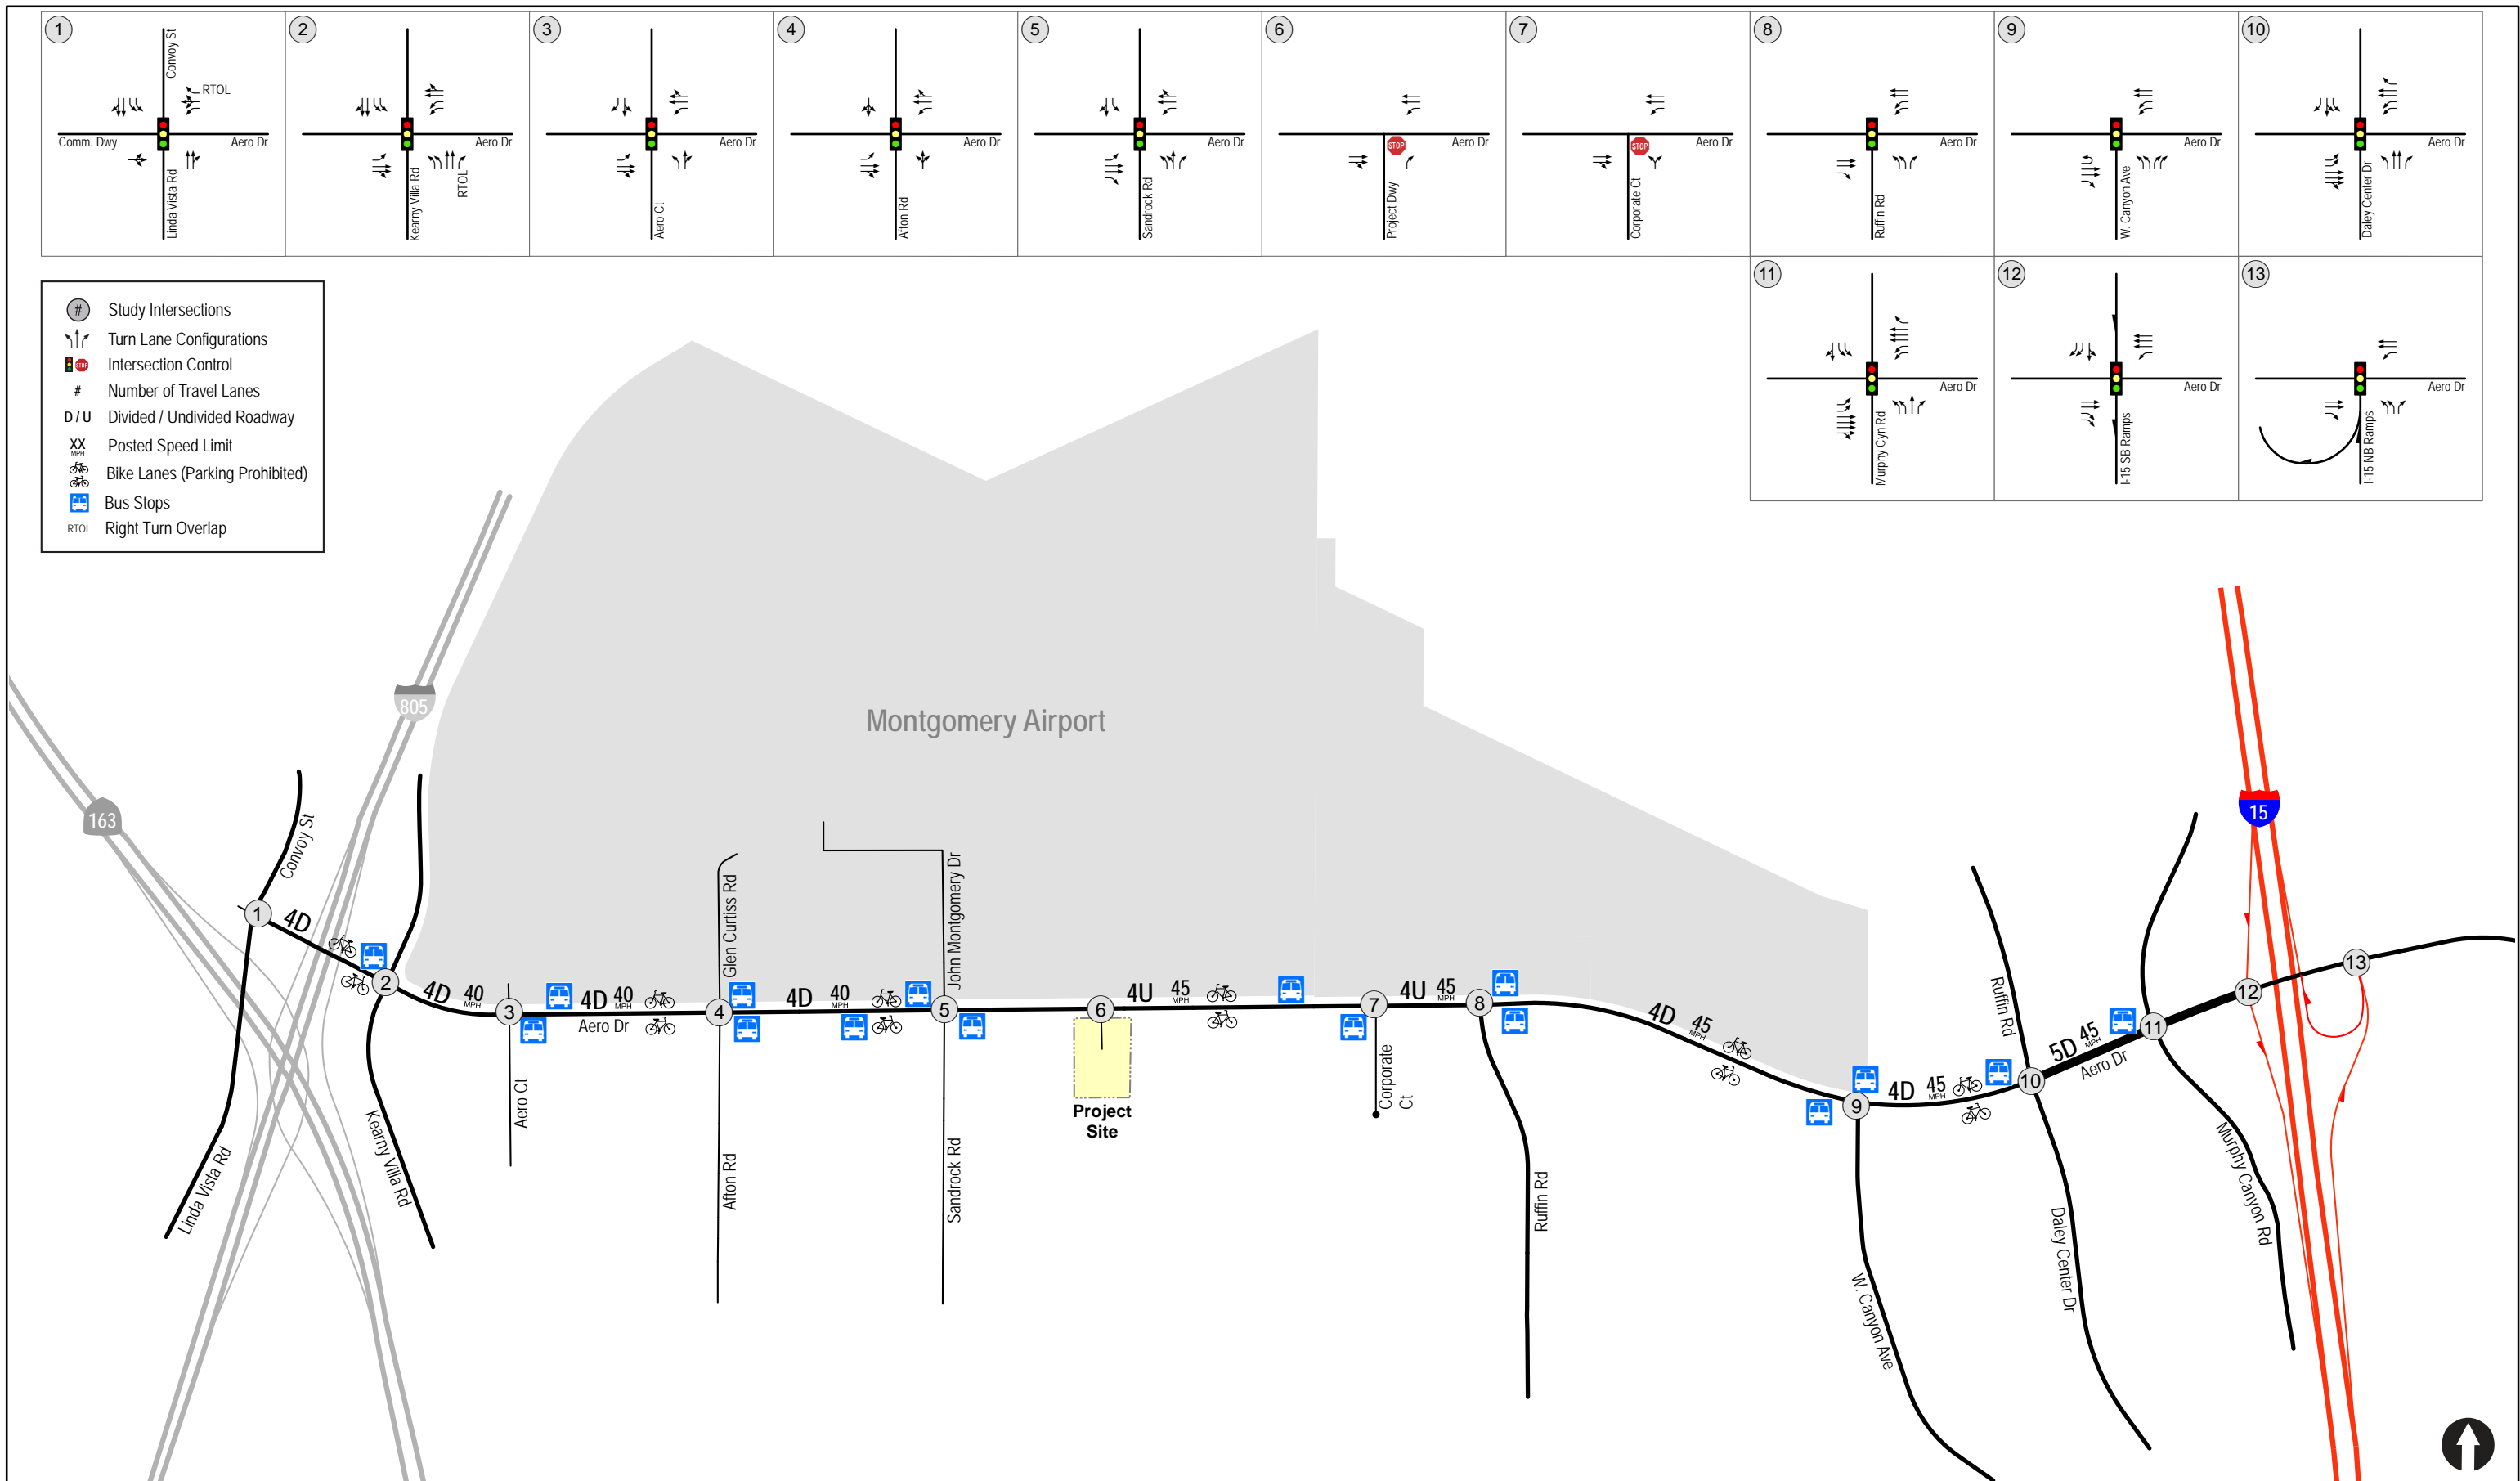 1
Convoy St
RTOL
Comm. Dwy
Aero Dr
Linda Vista Rd
2
Aero Dr
Kearny Villa Rd
RTOL
3
Aero Dr
Aero Ct
4
Aero Dr
Afton Rd
5
Aero Dr
Sandrock Rd
6
STOP
Aero Dr
Project Dwy
7
STOP
Aero Dr
Corporate Ct
8
Aero Dr
Ruffin Rd
9
Aero Dr
W. Canyon Ave
10
Aero Dr
Daley Center Dr
11
Aero Dr
Murphy Cyn Rd
12
Aero Dr
I-15 SB Ramps
13
Aero Dr
I-15 NB Ramps
# Study Intersections
Turn Lane Configurations
STOP Intersection Control
# Number of Travel Lanes
D / U Divided / Undivided Roadway
XX MPH Posted Speed Limit
Bike Lanes (Parking Prohibited)
Bus Stops
RTOL Right Turn Overlap
805
163
15
Montgomery Airport
Convoy St
Linda Vista Rd
1
4D
2
Kearny Villa Rd
4D
40
MPH
3
Aero Ct
4D
40
MPH
Aero Dr
Glen Curtiss Rd
4
Afton Rd
4D
40
MPH
John Montgomery Dr
5
Sandrock Rd
6
Project
Site
4U
45
MPH
7
Corporate
Ct
4U
45
MPH
8
Ruffin Rd
4D
45
MPH
9
W. Canyon Ave
4D
45
MPH
Ruffin Rd
10
Daley Center Dr
5D
45
MPH
Aero Dr
11
Murphy Canyon Rd
12
13